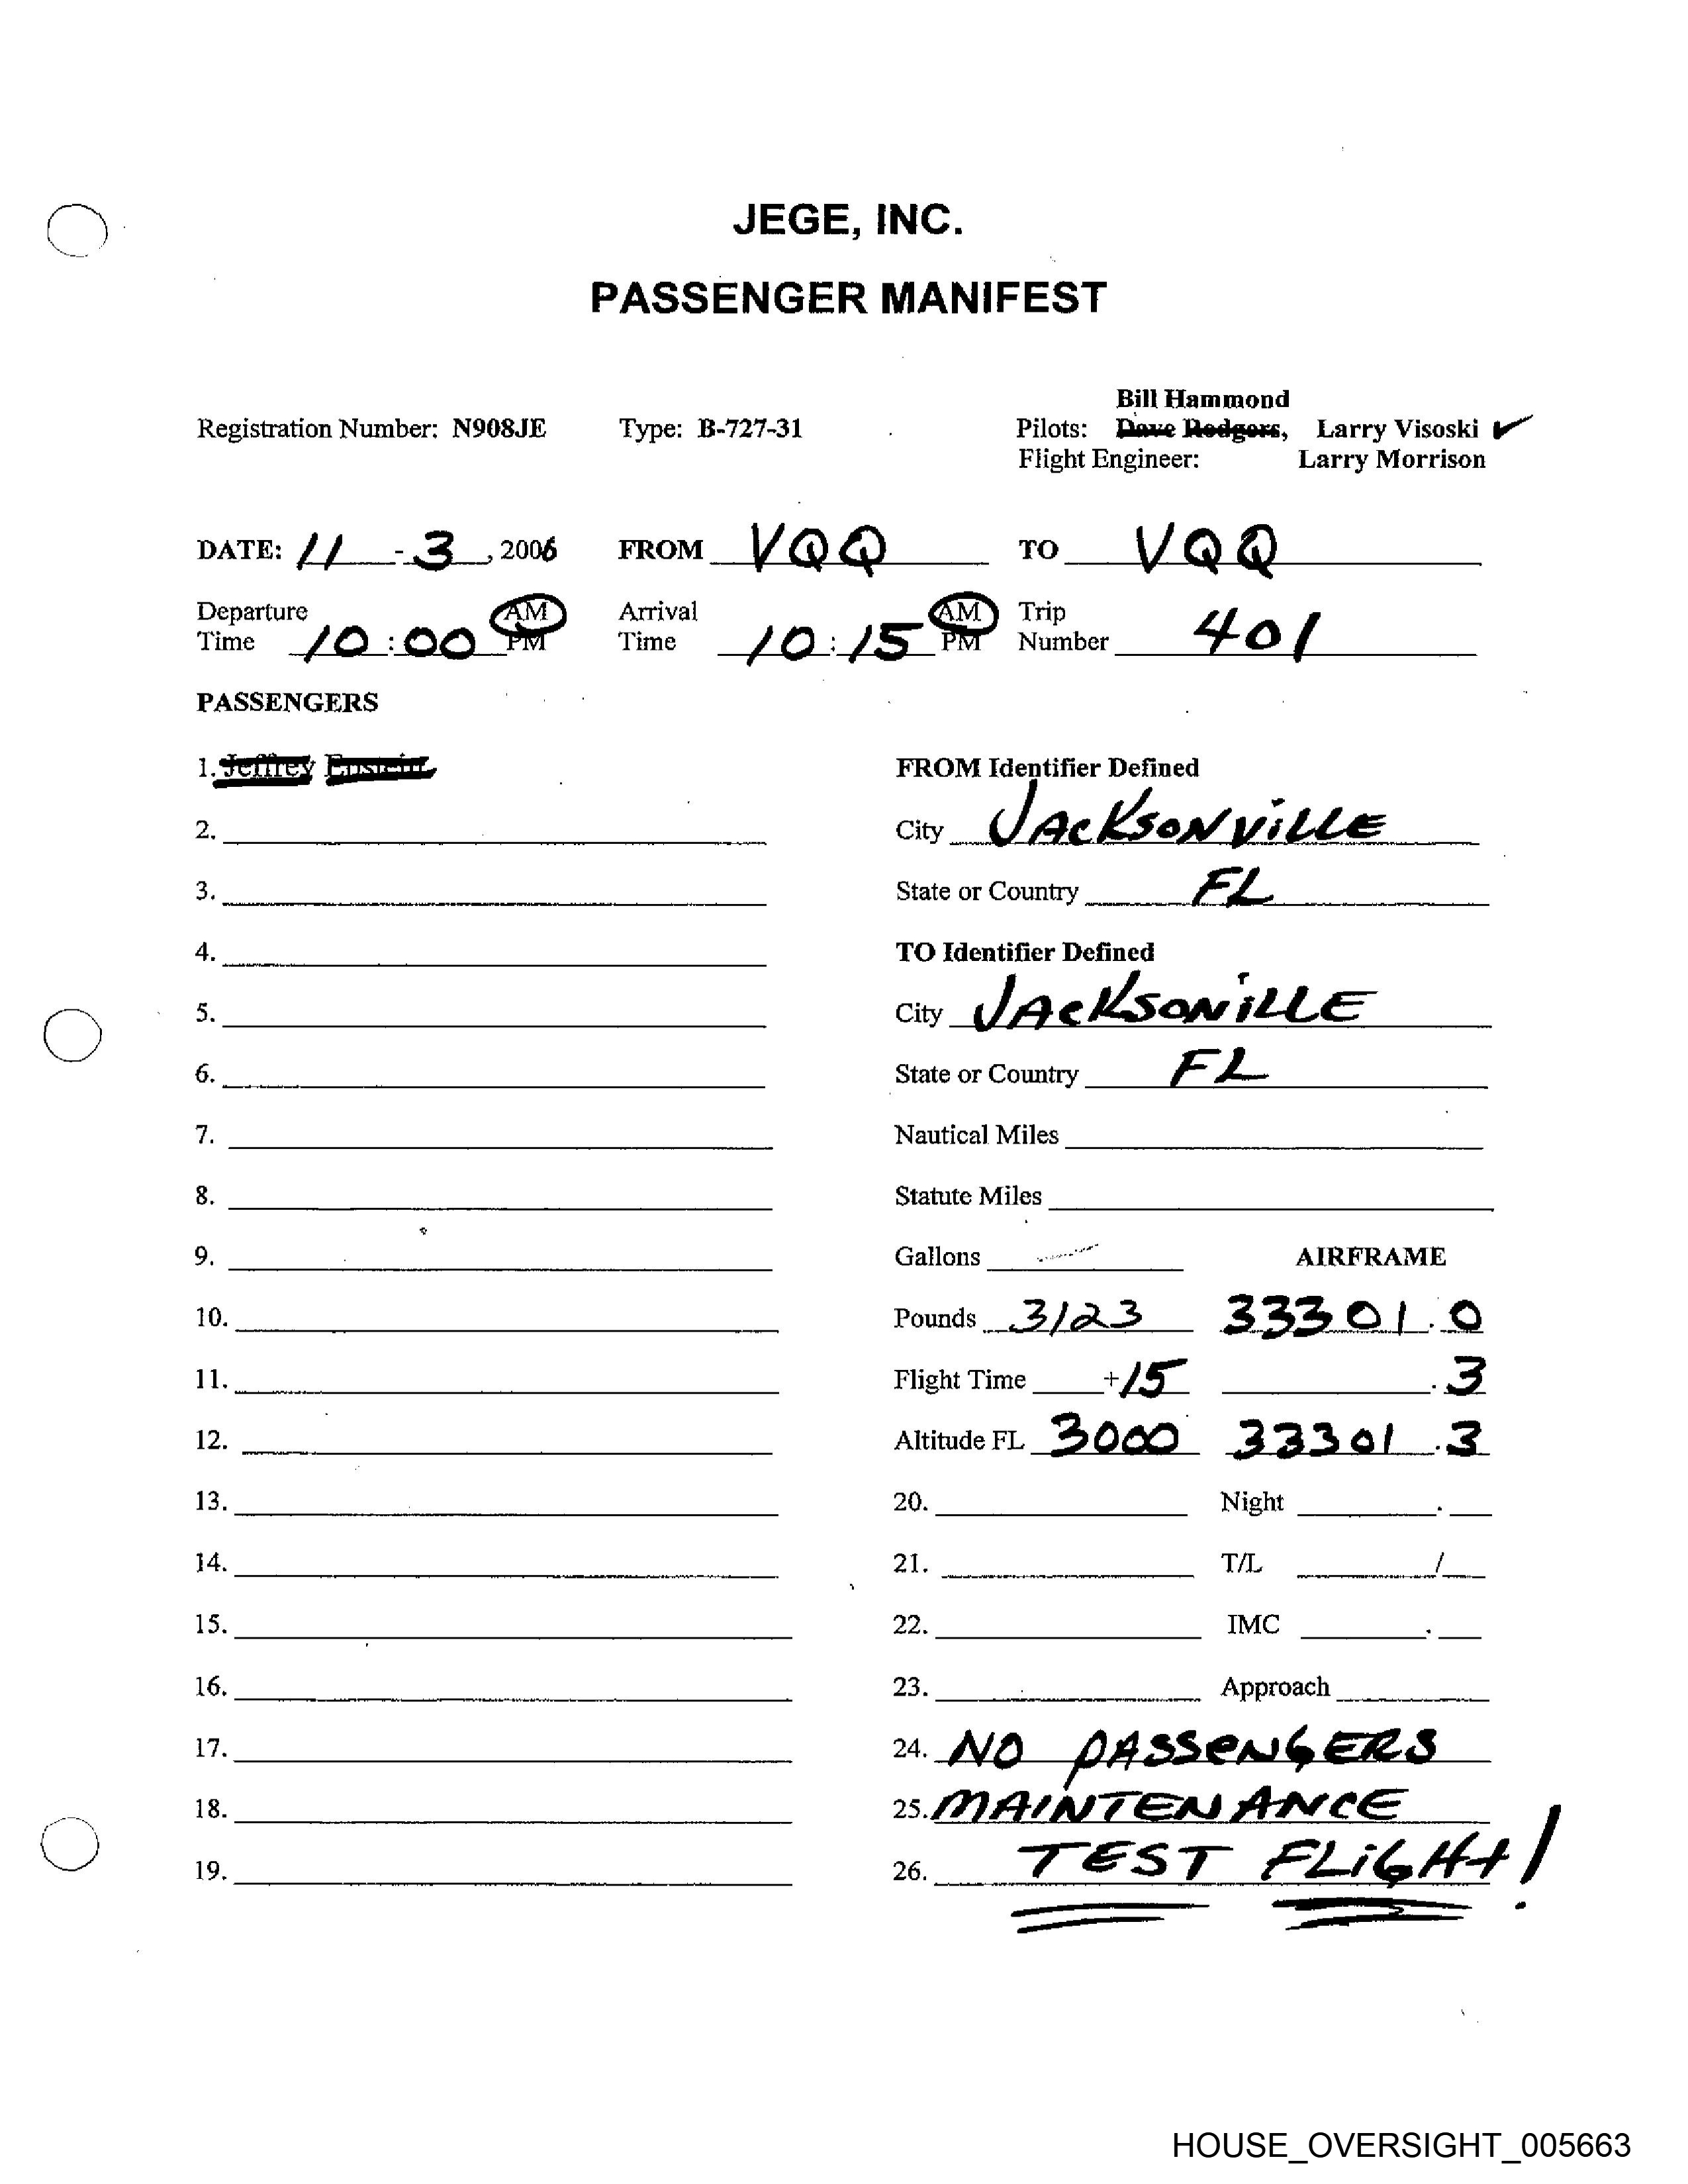 JEGE, INC.
PASSENGER MANIFEST
Bill Hammond
Registration Number: N908JE Type: B-727-31 Pilots: Dave Rodgers, Larry Visoski ✓
Flight Engineer: Larry Morrison
DATE: 11 - 3, 2006 FROM VQQ TO VQQ
Departure AM Arrival AM Trip
Time 10:00 PM Time 10:15 PM Number 401
PASSENGERS
1. Jeffrey Epstein FROM Identifier Defined
2. City JACKSONViLLE
3. State or Country FL
4. TO Identifier Defined
5. City JACKSONiLLE
6. State or Country FL
7. Nautical Miles
8. Statute Miles
9. Gallons AIRFRAME
10. Pounds 3123 33301.0
11. Flight Time +15 .3
12. Altitude FL 3000 33301.3
13. 20. Night .
14. 21. T/L /
15. 22. IMC .
16. 23. Approach
17. 24. NO PASSeNGERS
18. 25. MAINTENANCE
19. 26. TEST FLiGHt!
HOUSE_OVERSIGHT_005663